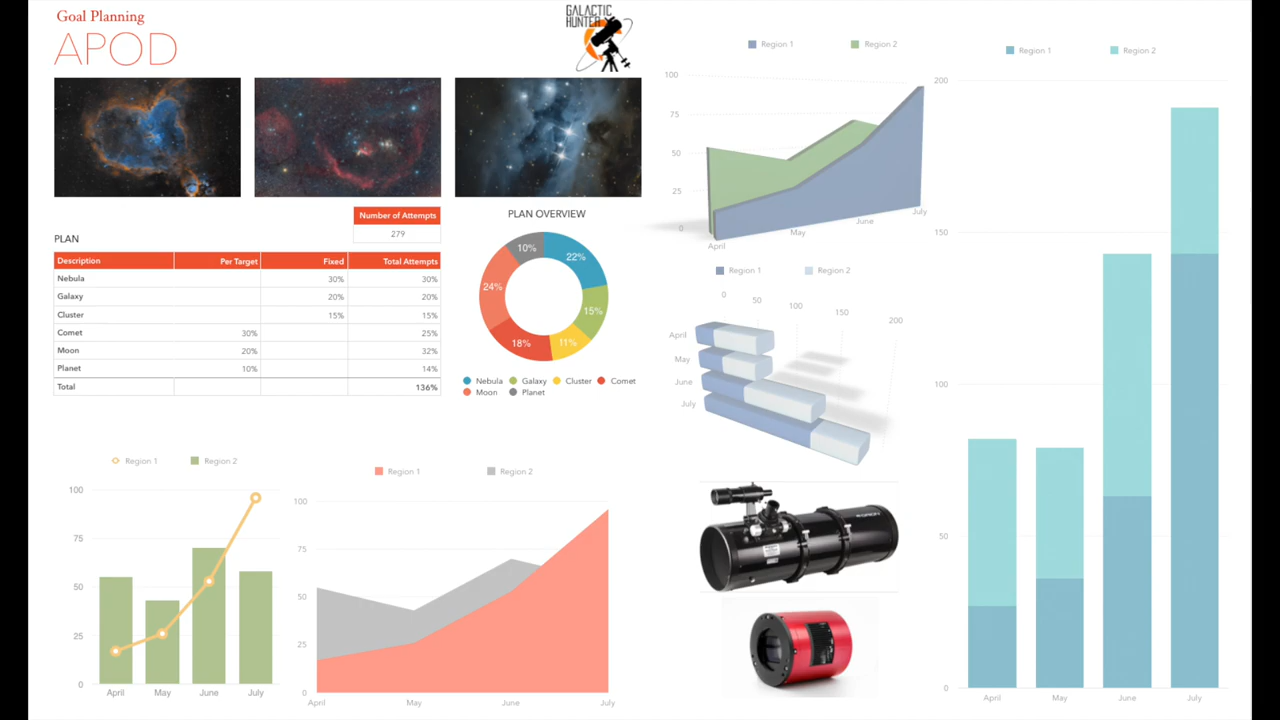 Goal Planning
APOD
GALACTIC
HUNTER
Number of Attempts
279
PLAN
Description Per Target Fixed Total Attempts
Nebula 30% 30%
Galaxy 20% 20%
Cluster 15% 15%
Comet 30% 25%
Moon 20% 32%
Planet 10% 14%
Total 136%
PLAN OVERVIEW
10%
22%
24%
15%
18%
11%
Nebula Galaxy Cluster Comet
Moon Planet
Region 1 Region 2
100
75
50
25
0
April May June July
Region 1 Region 2
100
75
50
25
0
April May June July
Region 1 Region 2
100
75
50
25
0
April May June July
Region 1 Region 2
0 50 100 150 200
April
May
June
July
ORION
Region 1 Region 2
200
150
100
50
0
April May June July